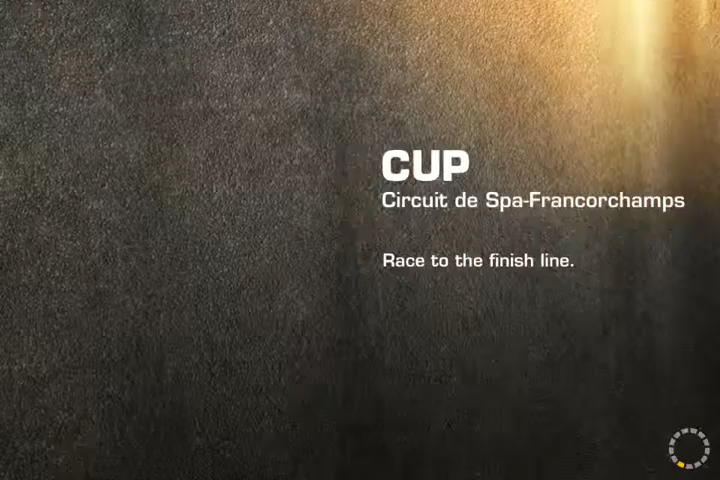 CUP
Circuit de Spa-Francorchamps
Race to the finish line.